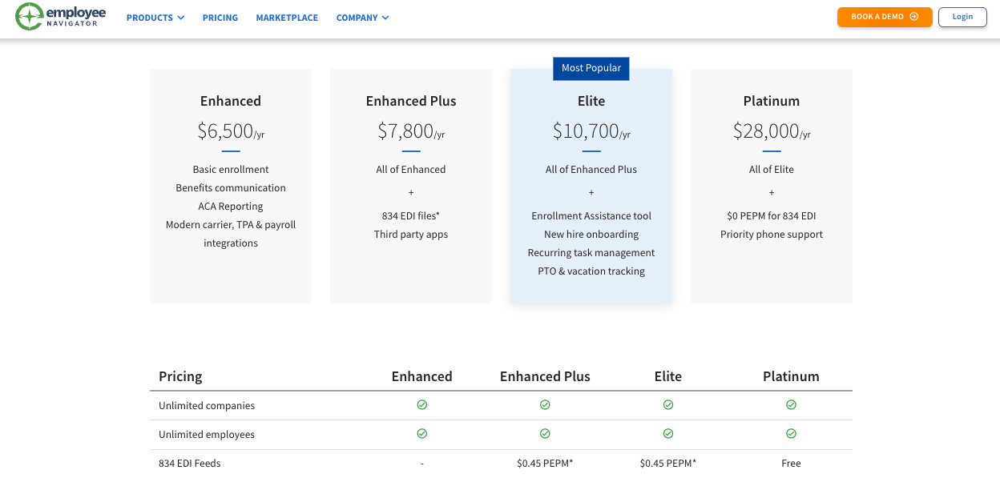 employee
NAVIGATOR
PRODUCTS
PRICING
MARKETPLACE
COMPANY
BOOK A DEMO
Login
Enhanced
$6,500/yr
Basic enrollment
Benefits communication
ACA Reporting
Modern carrier, TPA & payroll
integrations
Enhanced Plus
$7,800/yr
All of Enhanced
+
834 EDI files*
Third party apps
Most Popular
Elite
$10,700/yr
All of Enhanced Plus
+
Enrollment Assistance tool
New hire onboarding
Recurring task management
PTO & vacation tracking
Platinum
$28,000/yr
All of Elite
+
$0 PEPM for 834 EDI
Priority phone support
Pricing Enhanced Enhanced Plus Elite Platinum
Unlimited companies
Unlimited employees
834 EDI Feeds - $0.45 PEPM* $0.45 PEPM* Free